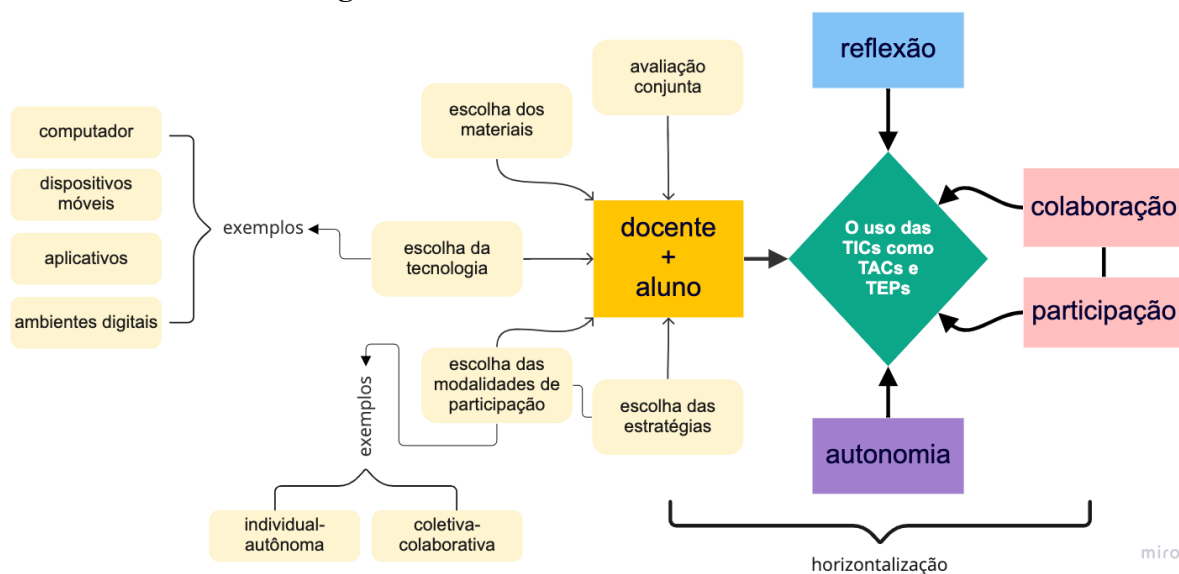 reflexão
avaliação
conjunta
escolha dos
materiais
computador
dispositivos
móveis
aplicativos
ambientes digitais
exemplos
escolha da
tecnologia
docente
+
aluno
O uso das
TICs como
TACs e
TEPs
colaboração
participação
escolha das
modalidades de
participação
escolha das
estratégias
exemplos
individual-
autônoma
coletiva-
colaborativa
autonomia
horizontalização
miro